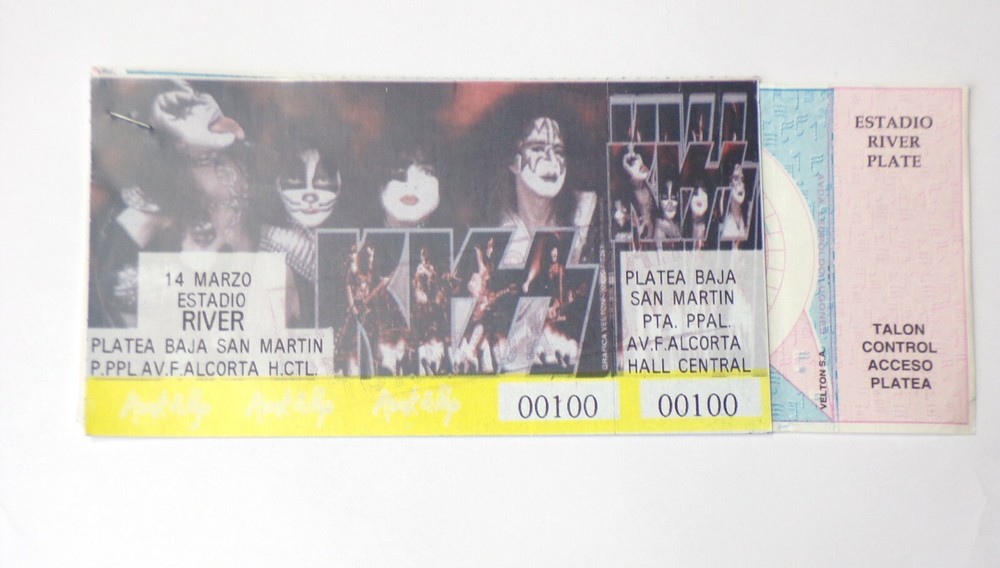 KISS
14 MARZO
ESTADIO
RIVER
PLATEA BAJA SAN MARTIN
P.PPL AV.F.ALCORTA H.CTL.
00100
KISS
PLATEA BAJA
SAN MARTIN
PTA. PPAL.
AV.F.ALCORTA
HALL CENTRAL
00100
VELTON S.A.
ESTADIO
RIVER
PLATE
TALON
CONTROL
ACCESO
PLATEA